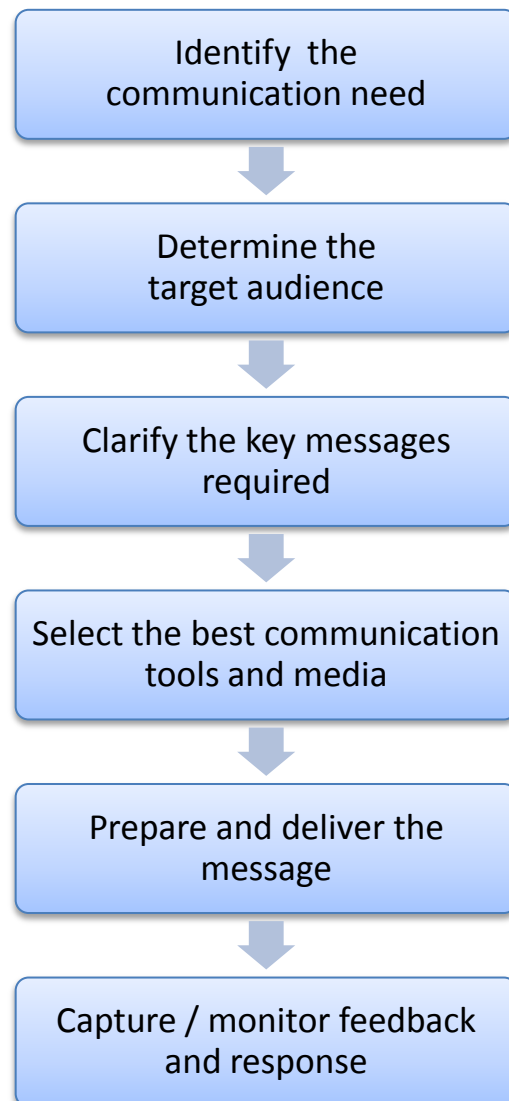 Identify the
communication need
Determine the
target audience
Clarify the key messages
required
Select the best communication
tools and media
Prepare and deliver the
message
Capture / monitor feedback
and response